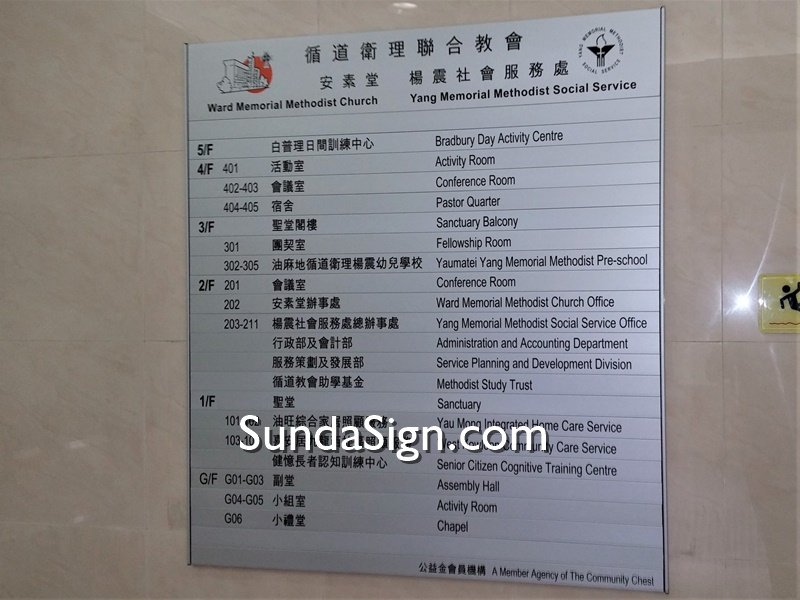 循道衞理聯合教會
安素堂 楊震社會服務處
Ward Memorial Methodist Church Yang Memorial Methodist Social Service
YANG MEMORIAL METHODIST SOCIAL SERVICE
5/F 白普理日間訓練中心 Bradbury Day Activity Centre
4/F 401 活動室 Activity Room
402-403 會議室 Conference Room
404-405 宿舍 Pastor Quarter
3/F 聖堂閣樓 Sanctuary Balcony
301 團契室 Fellowship Room
302-305 油麻地循道衛理楊震幼兒學校 Yaumatei Yang Memorial Methodist Pre-school
2/F 201 會議室 Conference Room
202 安素堂辦事處 Ward Memorial Methodist Church Office
203-211 楊震社會服務處總辦事處 Yang Memorial Methodist Social Service Office
行政部及會計部 Administration and Accounting Department
服務策劃及發展部 Service Planning and Development Division
循道教會助學基金 Methodist Study Trust
1/F 聖堂 Sanctuary
油旺綜合家居照顧服務 Yau Mong Integrated Home Care Service
Care Service
SundaSign.com
健憶長者認知訓練中心 Senior Citizen Cognitive Training Centre
G/F G01-G03 副堂 Assembly Hall
G04-G05 小組室 Activity Room
G06 小禮堂 Chapel
公益金會員機構 A Member Agency of The Community Chest